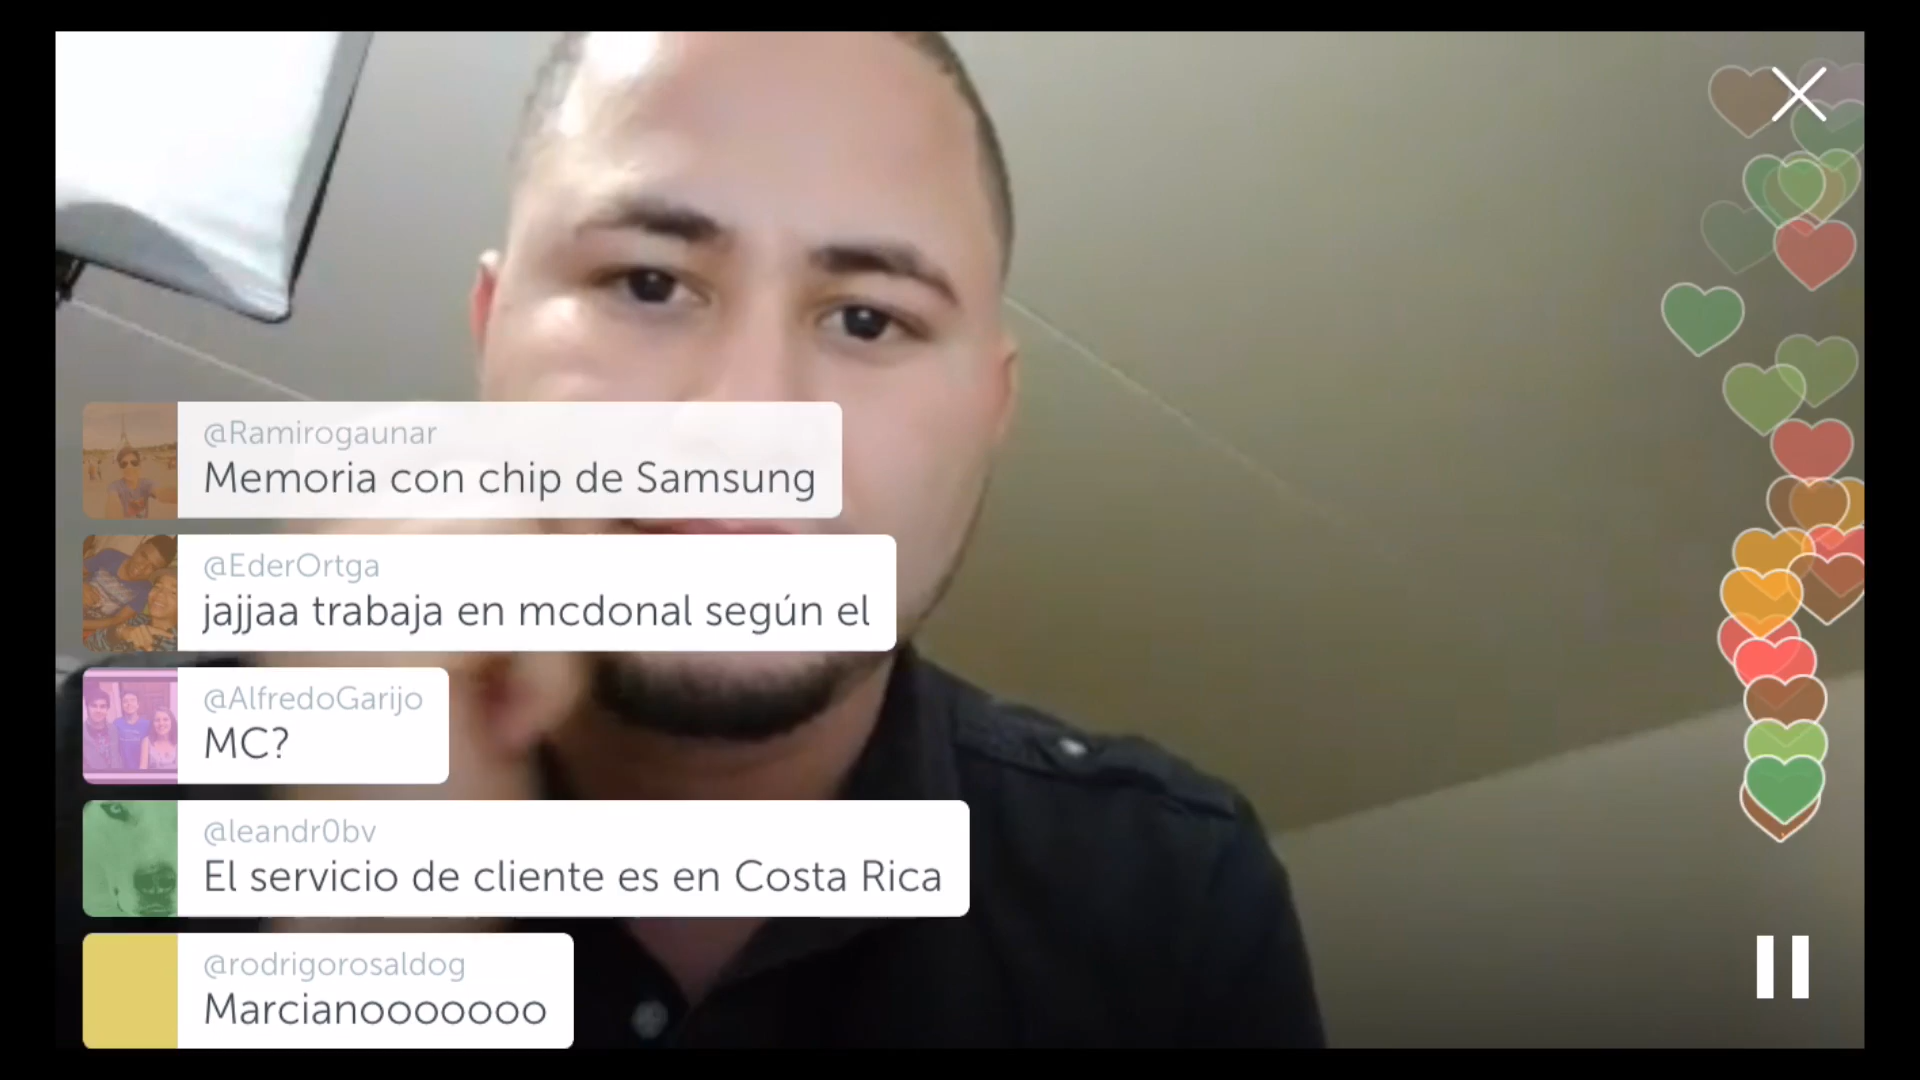 @Ramirogaunar
Memoria con chip de Samsung
@EderOrtga
jajjaa trabaja en mcdonal según el
@AlfredoGarijo
MC?
@leandr0bv
El servicio de cliente es en Costa Rica
@rodrigorosaldog
Marcianooooooo